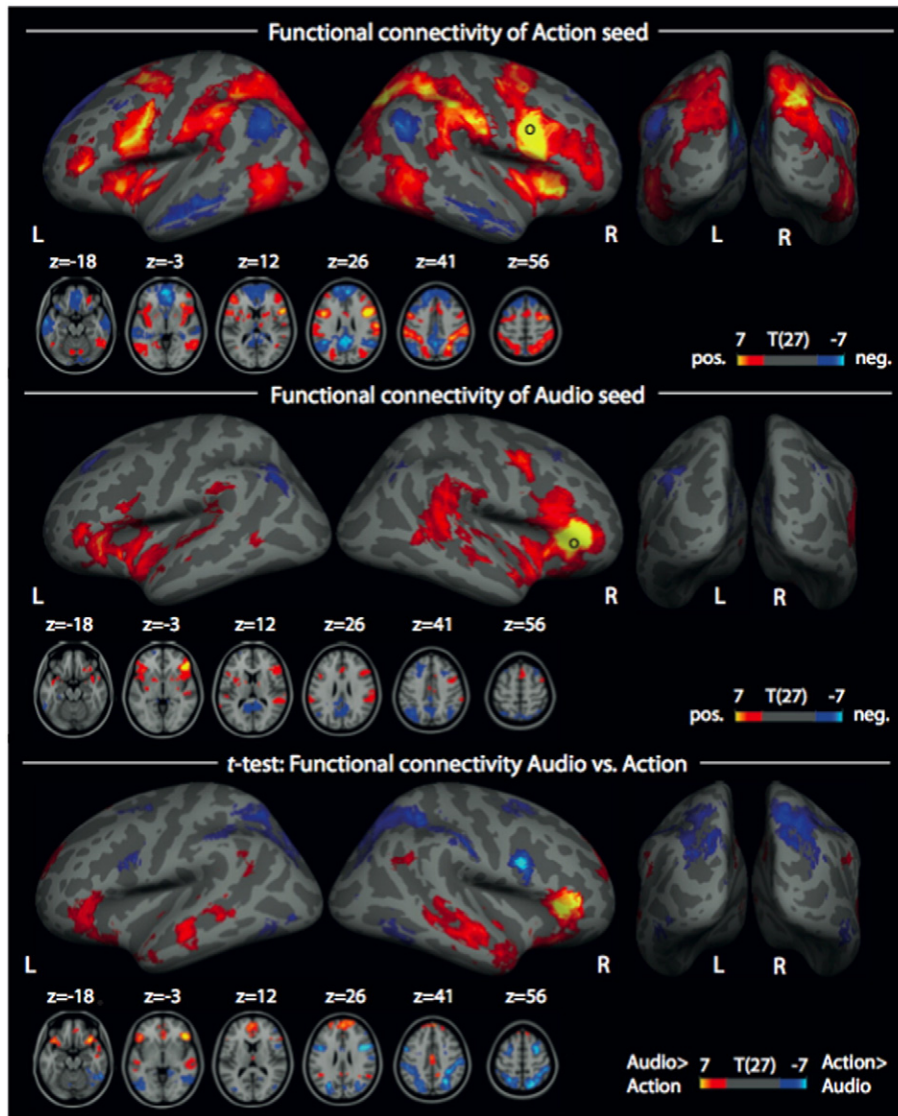 Functional connectivity of Action seed
L R L R
z=-18 z=-3 z=12 z=26 z=41 z=56
7 T(27) -7
pos. neg.
Functional connectivity of Audio seed
L R L R
z=-18 z=-3 z=12 z=26 z=41 z=56
7 T(27) -7
pos. neg.
t-test: Functional connectivity Audio vs. Action
L R L R
z=-18 z=-3 z=12 z=26 z=41 z=56
Audio> 7 T(27) -7 Action>
Action Audio